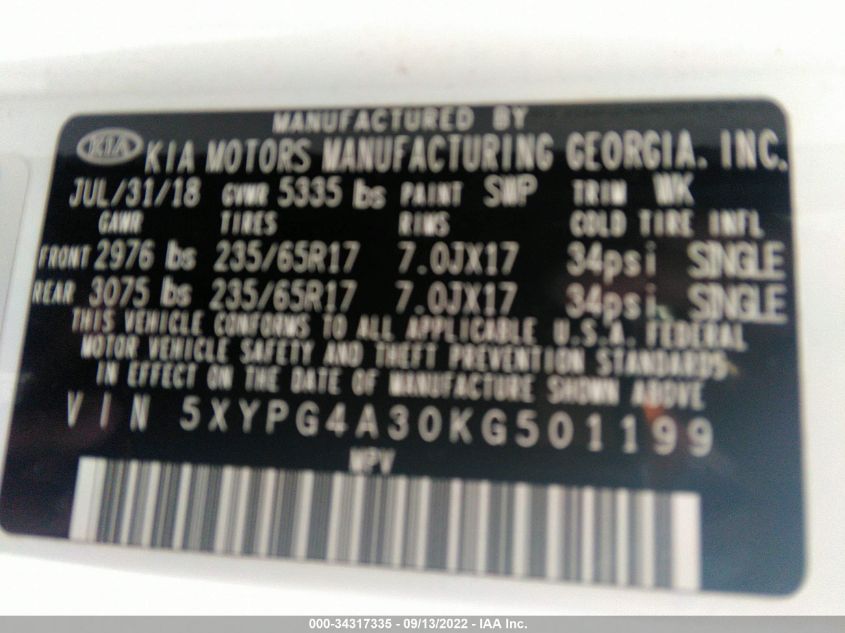 MANUFACTURED BY
KIA KIA MOTORS MANUFACTURING GEORGIA. INC.
JUL/31/18 GVWR 5335 lbs PAINT SWP TRIM WK
GAWR TIRES RIMS COLD TIRE INFL
FRONT 2976 lbs 235/65R17 7.0JX17 34psi SINGLE
REAR 3075 lbs 235/65R17 7.0JX17 34psi SINGLE
THIS VEHICLE CONFORMS TO ALL APPLICABLE U.S.A. FEDERAL
MOTOR VEHICLE SAFETY AND THEFT PREVENTION STANDARDS
IN EFFECT ON THE DATE OF MANUFACTURE SHOWN ABOVE
VIN 5XYPG4A30KG501199
MPV
000-34317335 - 09/13/2022 - IAA Inc.